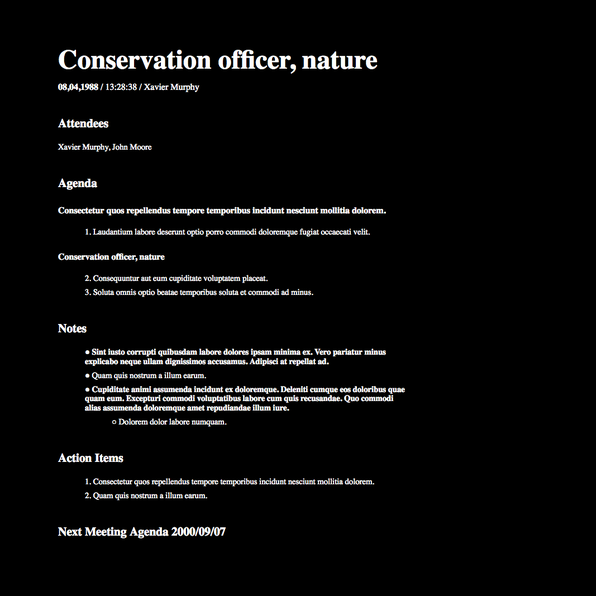 Conservation officer, nature
08,04,1988 / 13:28:38 / Xavier Murphy
Attendees
Xavier Murphy, John Moore
Agenda
Consectetur quos repellendus tempore temporibus incidunt nesciunt mollitia dolorem.
1. Laudantium labore deserunt optio porro commodi doloremque fugiat occaecati velit.
Conservation officer, nature
2. Consequuntur aut eum cupiditate voluptatem placeat.
3. Soluta omnis optio beatae temporibus soluta et commodi ad minus.
Notes
● Sint iusto corrupti quibusdam labore dolores ipsam minima ex. Vero pariatur minus
explicabo neque ullam dignissimos accusamus. Adipisci at repellat ad.
● Quam quis nostrum a illum earum.
● Cupiditate animi assumenda incidunt ex doloremque. Deleniti cumque eos doloribus quae
quam eum. Excepturi commodi voluptatibus labore cum quis recusandae. Quo commodi
alias assumenda doloremque amet repudiandae illum iure.
○ Dolorem dolor labore numquam.
Action Items
1. Consectetur quos repellendus tempore temporibus incidunt nesciunt mollitia dolorem.
2. Quam quis nostrum a illum earum.
Next Meeting Agenda 2000/09/07